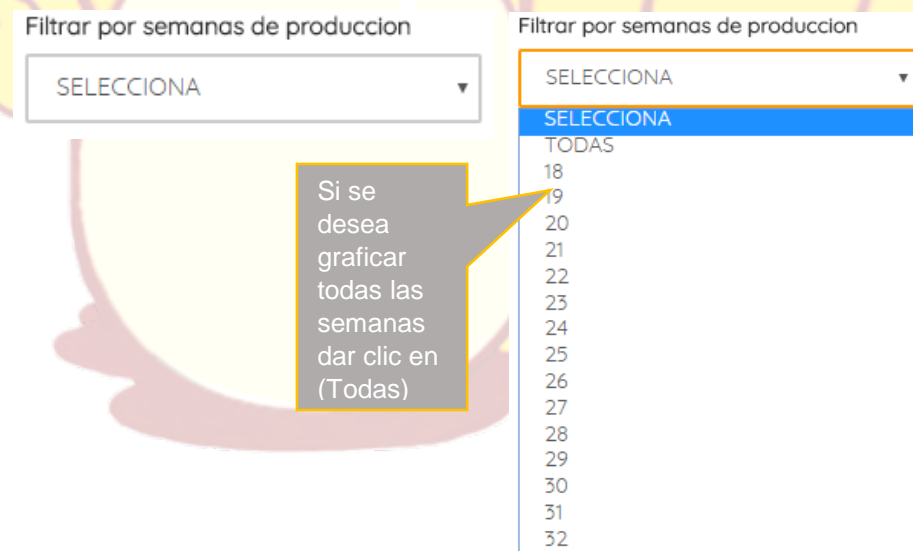 Filtrar por semanas de produccion
SELECCIONA
Filtrar por semanas de produccion
SELECCIONA
SELECCIONA
TODAS
18
19
20
21
22
23
24
25
26
27
28
29
30
31
32
Si se
desea
graficar
todas las
semanas
dar clic en
(Todas)